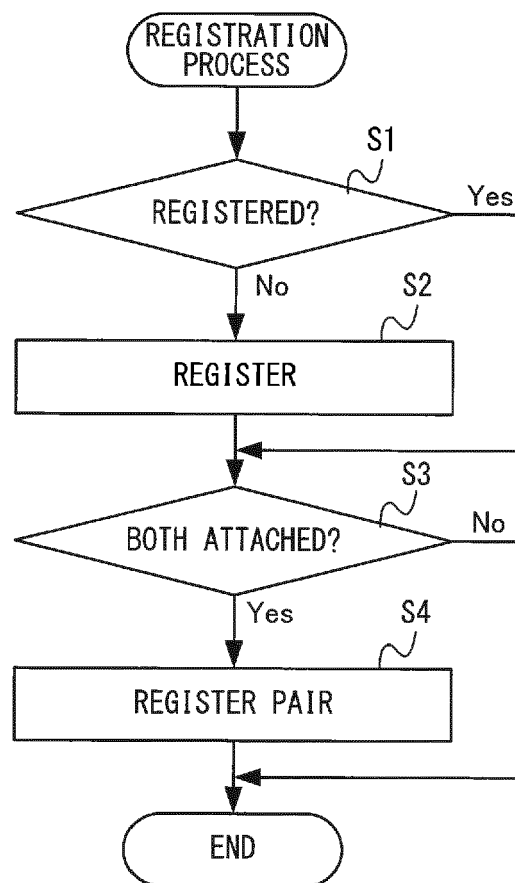 REGISTRATION
PROCESS
S1
REGISTERED?
Yes
No
S2
REGISTER
S3
BOTH ATTACHED?
No
Yes
S4
REGISTER PAIR
END